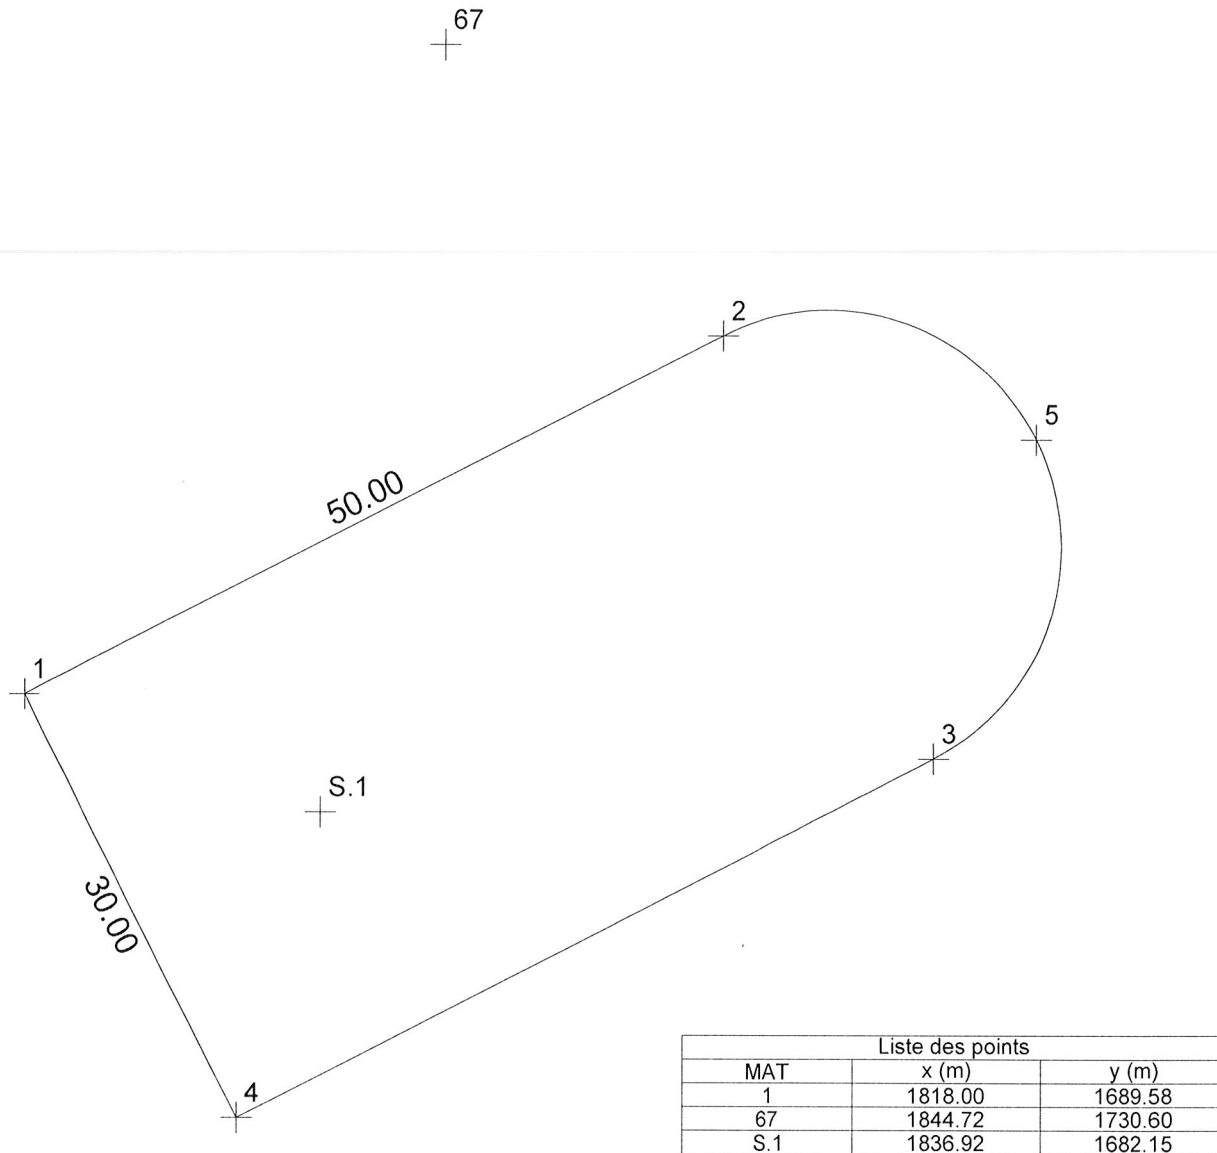 67
2
5
50.00
1
3
S.1
30.00
4
Liste des points
MAT x (m) y (m)
1 1818.00 1689.58
67 1844.72 1730.60
S.1 1836.92 1682.15